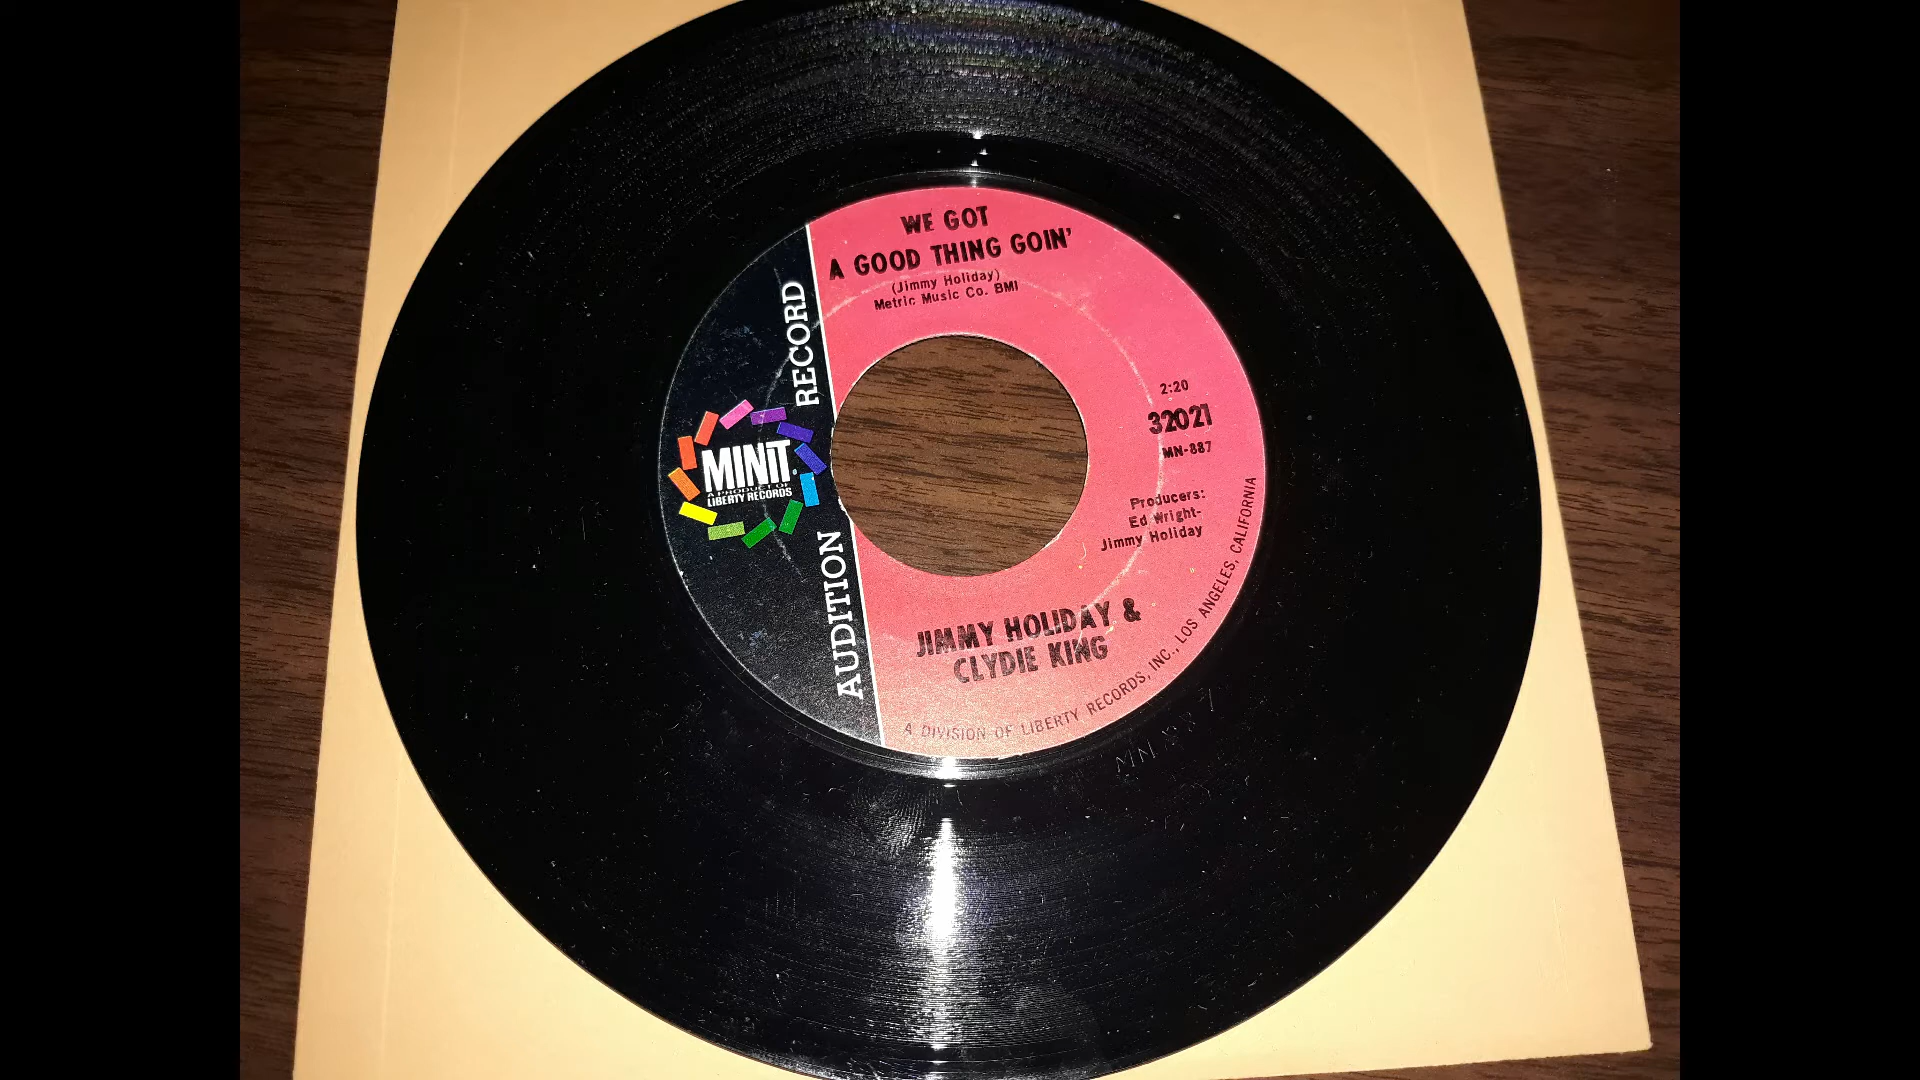 WE GOT
A GOOD THING GOIN'
(Jimmy Holiday)
Metric Music Co. BMI
AUDITION RECORD
MINIT.
A PRODUCT OF
LIBERTY RECORDS
2:20
32021
MN-887
Producers:
Ed Wright-
Jimmy Holiday
JIMMY HOLIDAY &
CLYDIE KING
A DIVISION OF LIBERTY RECORDS, INC., LOS ANGELES, CALIFORNIA
MN 887